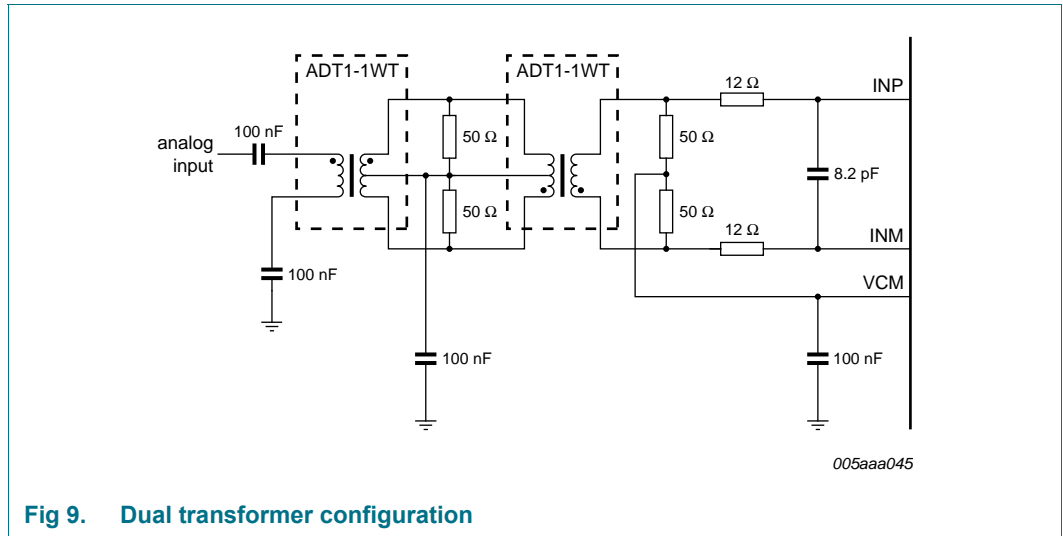 ADT1-1WT
ADT1-1WT
12 Ω
INP
analog
input
100 nF
50 Ω
50 Ω
8.2 pF
50 Ω
50 Ω
12 Ω
INM
100 nF
VCM
100 nF
100 nF
005aaa045
Fig 9. Dual transformer configuration